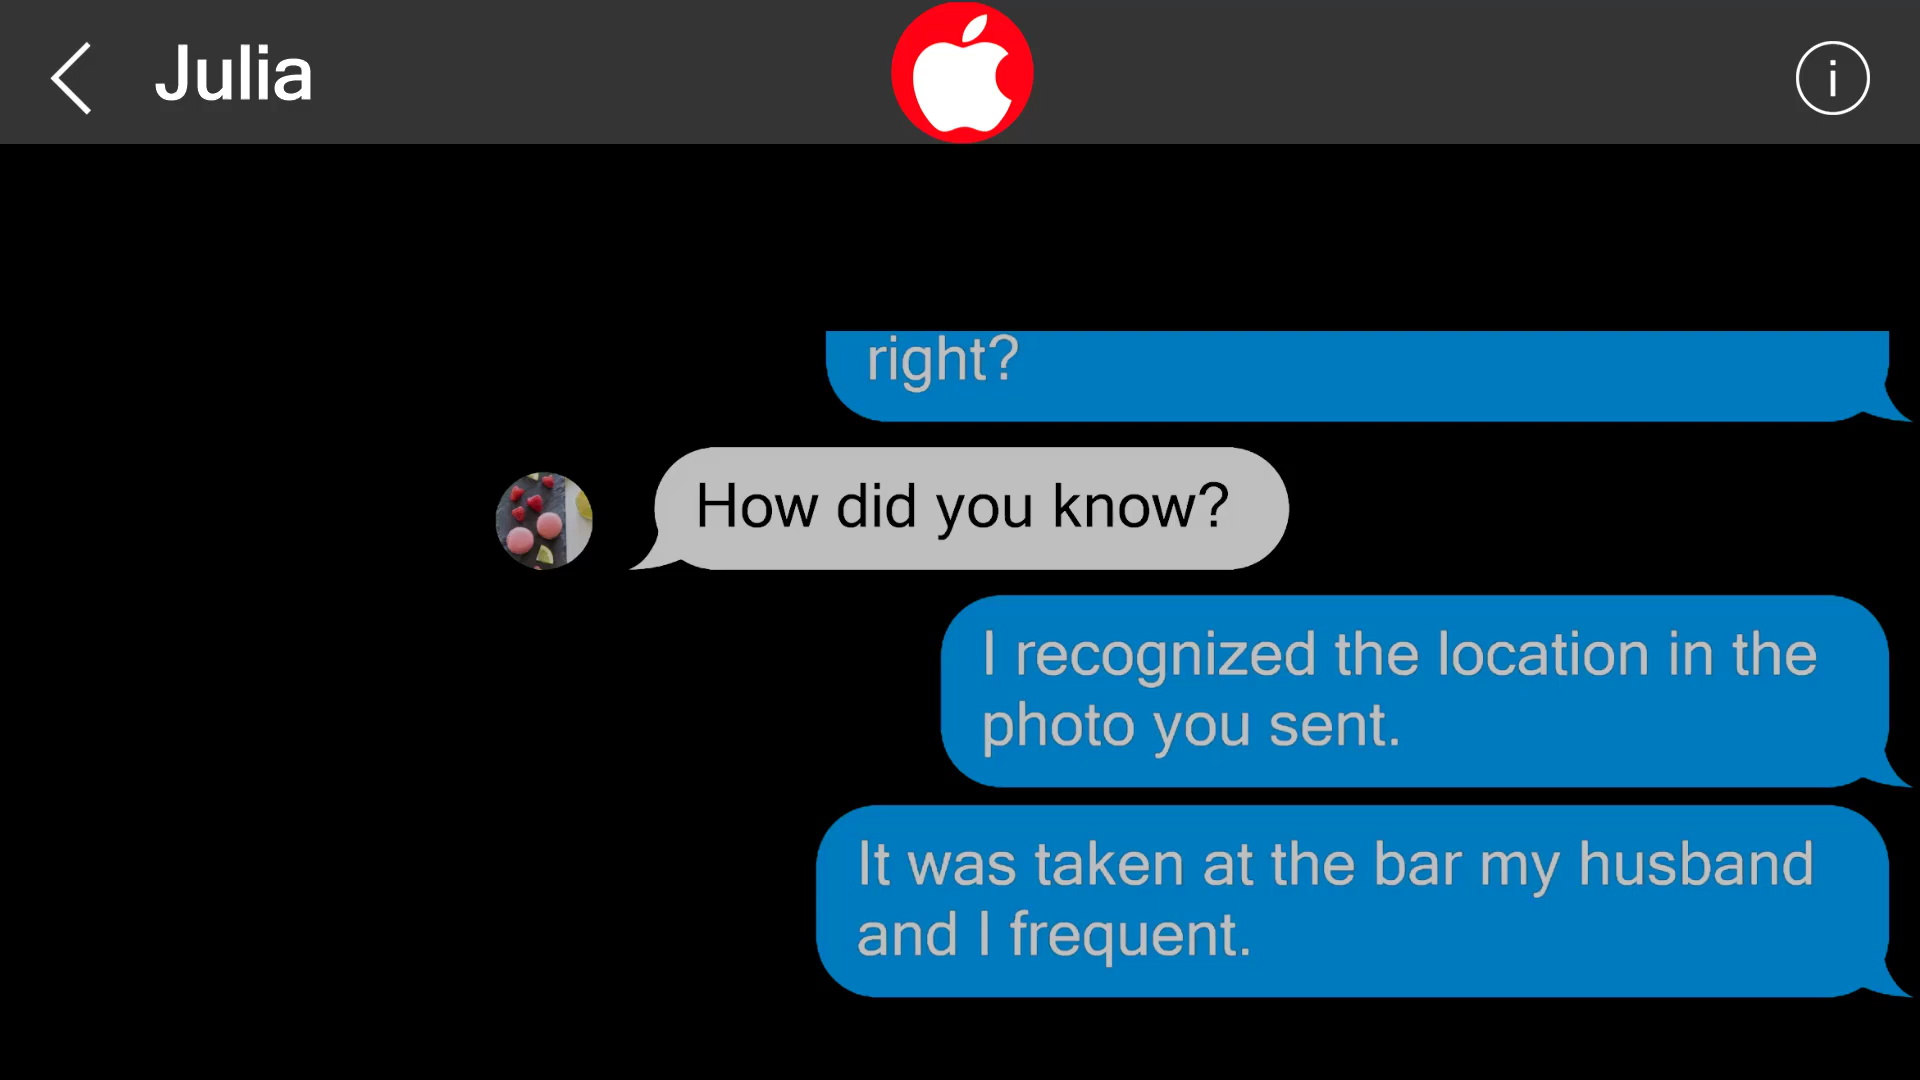 Julia
i
right?
How did you know?
I recognized the location in the
photo you sent.
It was taken at the bar my husband
and I frequent.